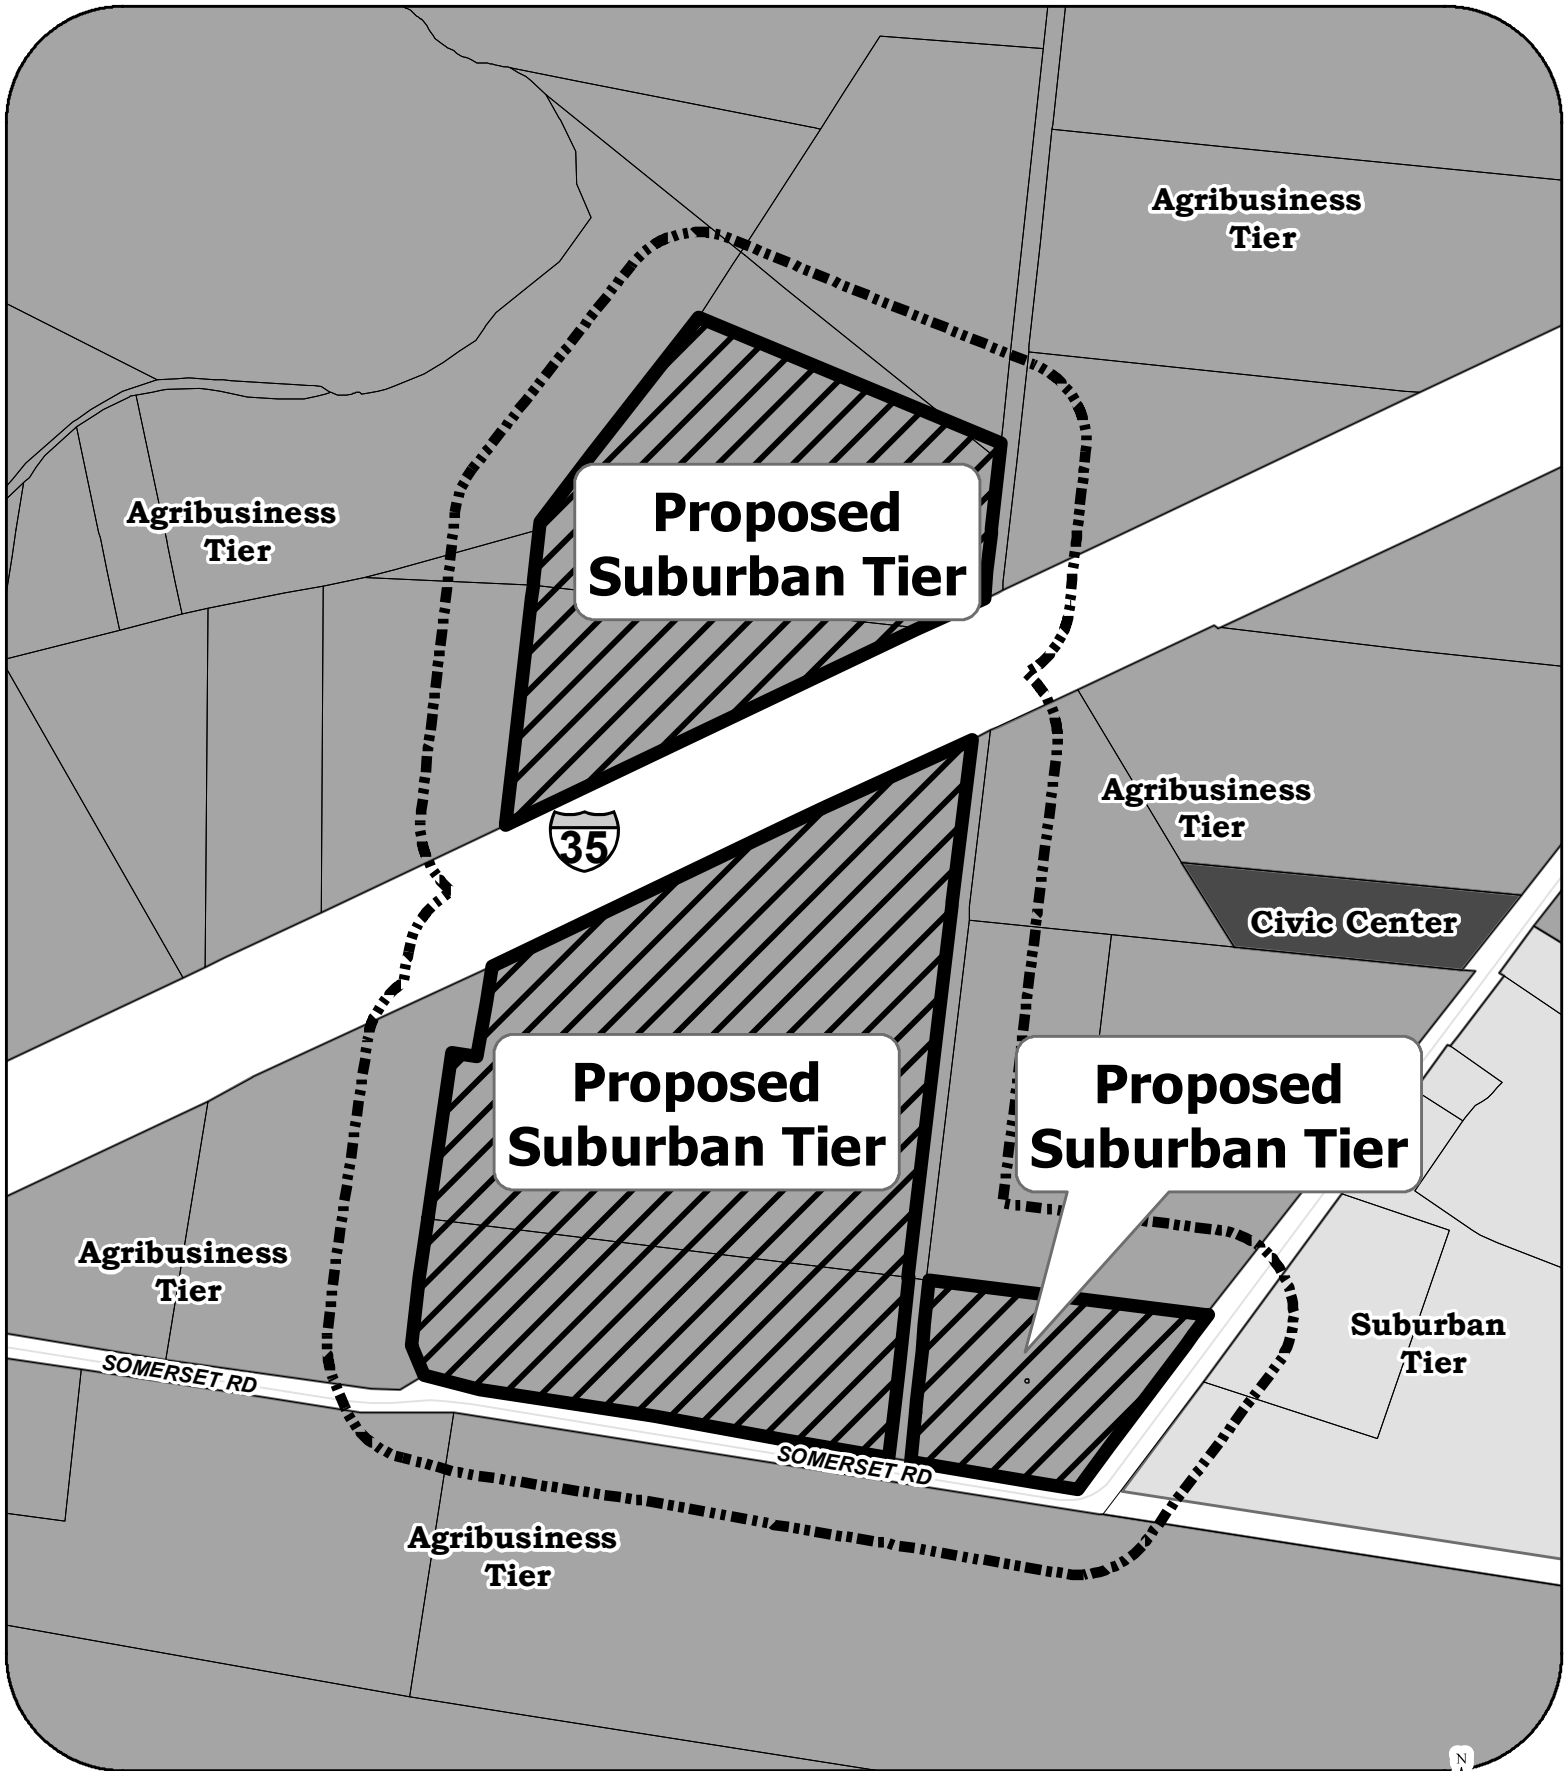 Agribusiness
Tier
Agribusiness
Tier
Proposed
Suburban Tier
Agribusiness
Tier
35
Civic Center
Proposed
Suburban Tier
Proposed
Suburban Tier
Agribusiness
Tier
Suburban
Tier
SOMERSET RD
SOMERSET RD
Agribusiness
Tier
N